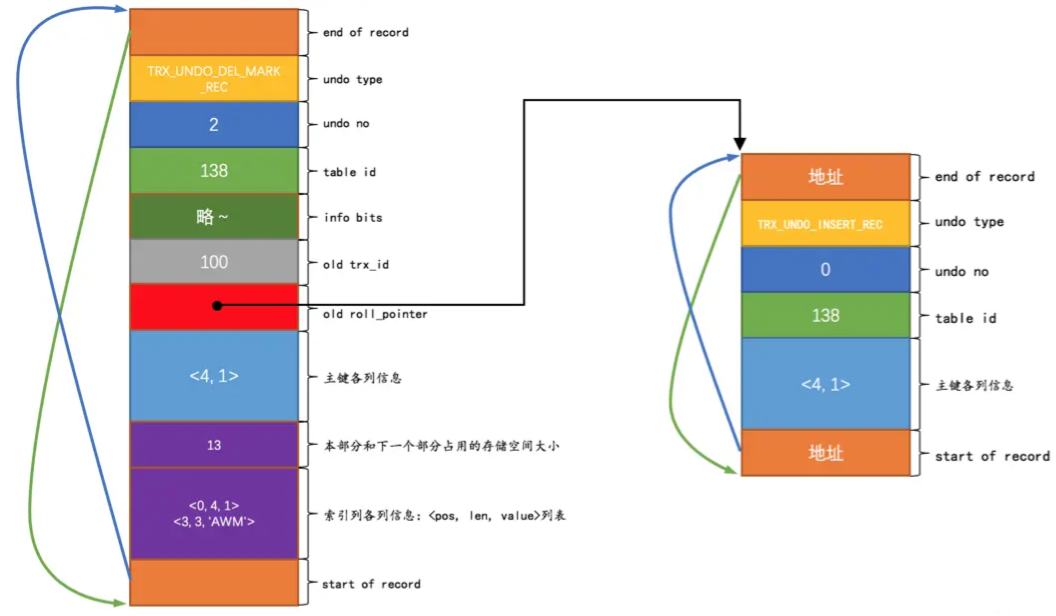 end of record
TRX_UNDO_DEL_MARK
_REC
undo type
2
undo no
138
table id
略~
info bits
100
old trx_id
old roll_pointer
<4, 1>
主键各列信息
13
本部分和下一个部分占用的存储空间大小
<0, 4, 1>
<3, 3, 'AWM'>
索引列各列信息: <pos, len, value>列表
start of record
地址
end of record
TRX_UNDO_INSERT_REC
undo type
0
undo no
138
table id
<4, 1>
主键各列信息
地址
start of record